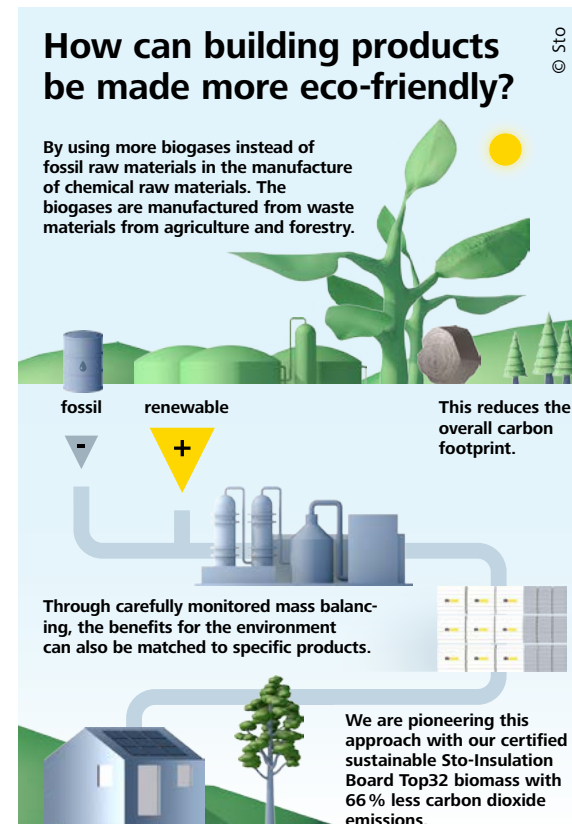 How can building products
be made more eco-friendly?
© Sto
By using more biogases instead of
fossil raw materials in the manufacture
of chemical raw materials. The
biogases are manufactured from waste
materials from agriculture and forestry.
fossil
renewable
-
+
This reduces the
overall carbon
footprint.
Through carefully monitored mass balanc-
ing, the benefits for the environment
can also be matched to specific products.
We are pioneering this
approach with our certified
sustainable Sto-Insulation
Board Top32 biomass with
66 % less carbon dioxide
emissions.